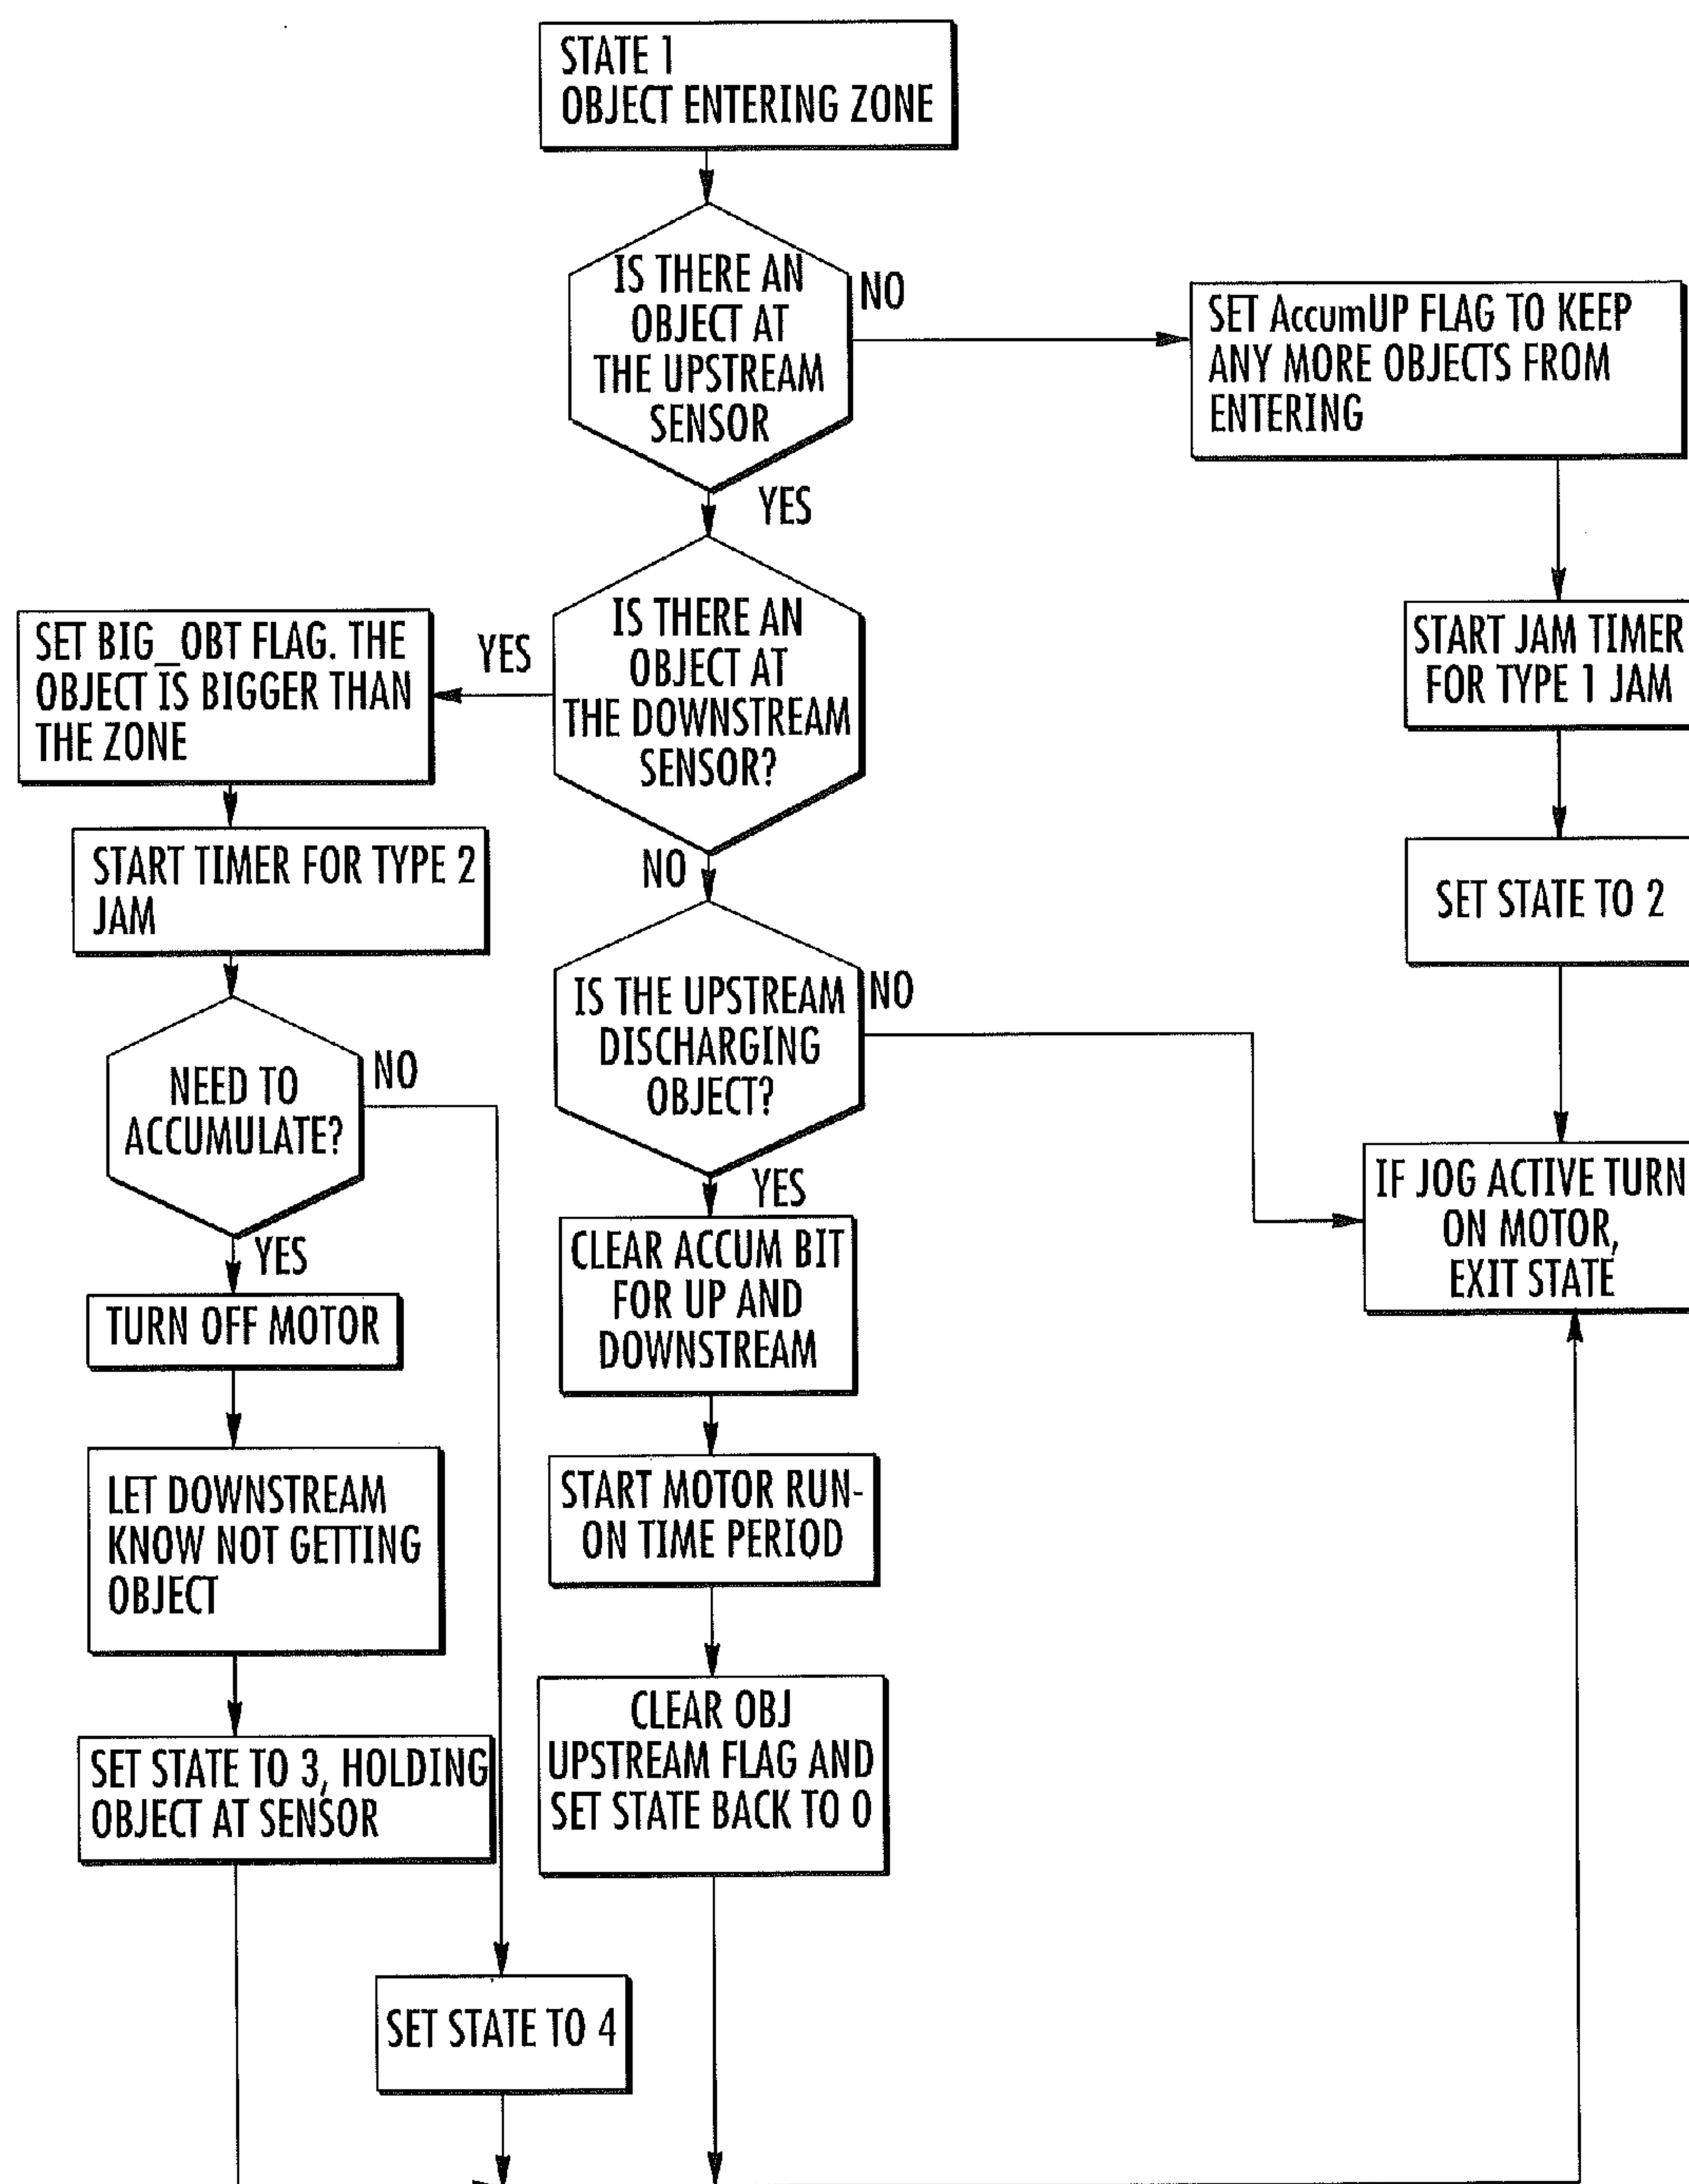 STATE 1
OBJECT ENTERING ZONE
IS THERE AN
OBJECT AT
THE UPSTREAM
SENSOR
NO
SET AccumUP FLAG TO KEEP
ANY MORE OBJECTS FROM
ENTERING
YES
START JAM TIMER
FOR TYPE 1 JAM
SET STATE TO 2
IS THERE AN
OBJECT AT
THE DOWNSTREAM
SENSOR?
YES
SET BIG_OBT FLAG. THE
OBJECT IS BIGGER THAN
THE ZONE
START TIMER FOR TYPE 2
JAM
NO
IS THE UPSTREAM
DISCHARGING
OBJECT?
NO
NEED TO
ACCUMULATE?
NO
YES
IF JOG ACTIVE TURN
ON MOTOR,
EXIT STATE
YES
CLEAR ACCUM BIT
FOR UP AND
DOWNSTREAM
TURN OFF MOTOR
LET DOWNSTREAM
KNOW NOT GETTING
OBJECT
START MOTOR RUN-
ON TIME PERIOD
SET STATE TO 3, HOLDING
OBJECT AT SENSOR
CLEAR OBJ
UPSTREAM FLAG AND
SET STATE BACK TO 0
SET STATE TO 4